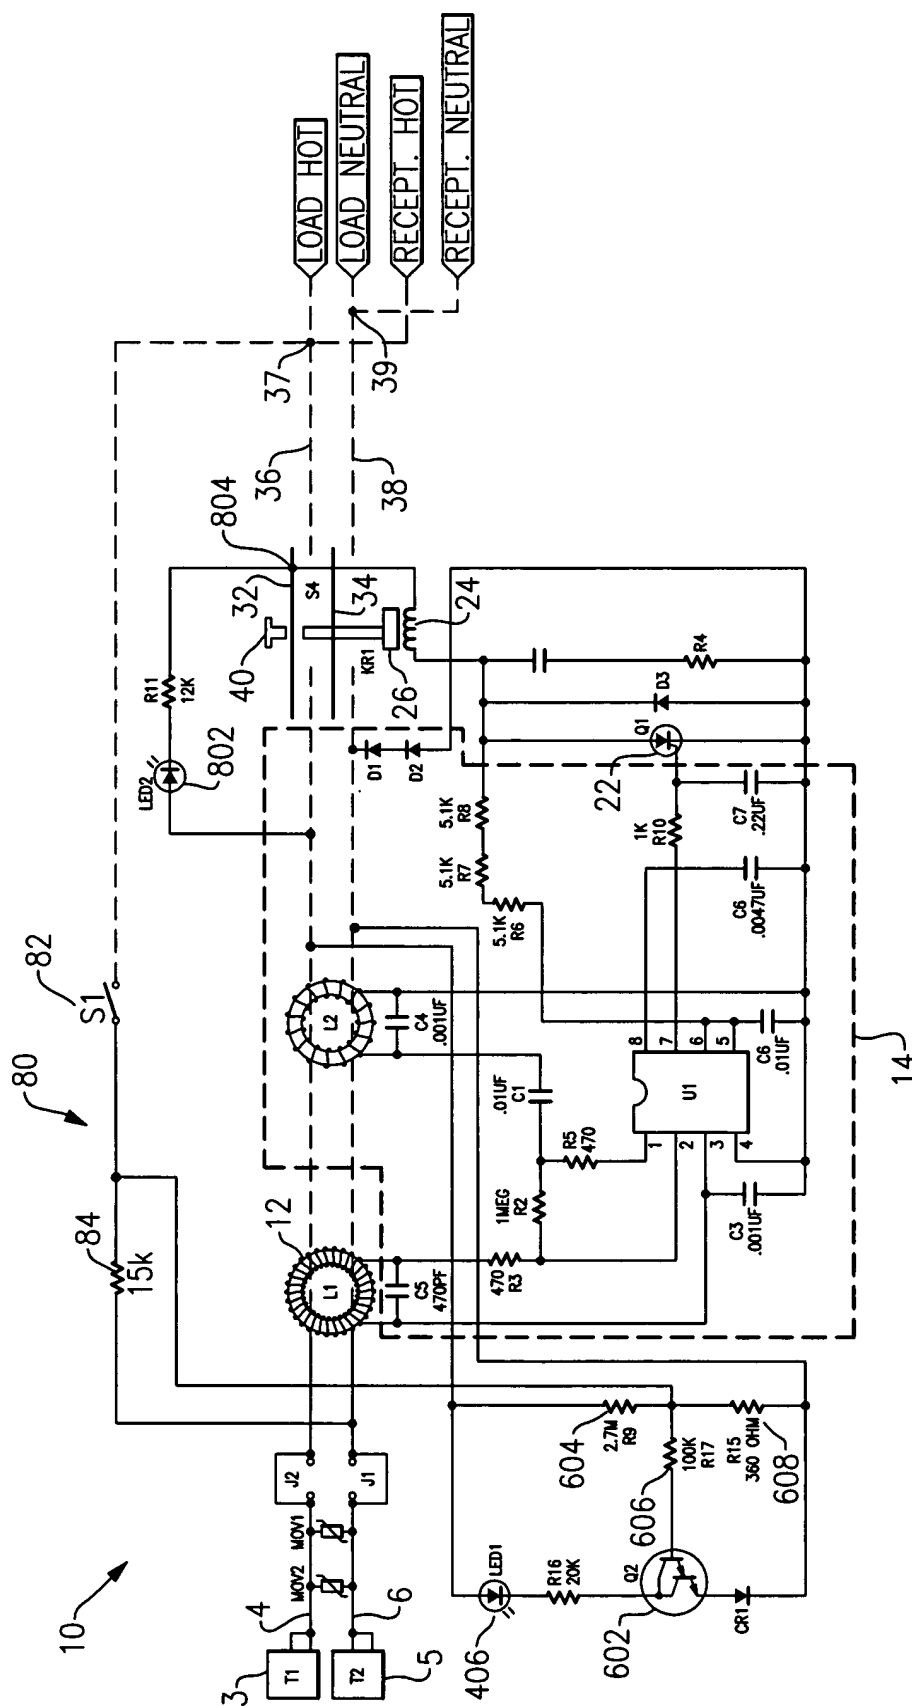 LOAD HOT
LOAD NEUTRAL
RECEPT. HOT
RECEPT. NEUTRAL
37
39
36
38
804
32
S4
34
40
KR1
26
24
R11
12K
LED2
802
R4
D3
Q1
22
D1
D2
5.1K
R8
5.1K
R7
5.1K
R6
1K
R10
C7
.22UF
C6
.0047UF
82
S1
80
L2
C4
.001UF
.01UF
C1
8
7
6
5
U1
1
2
3
4
C6
.01UF
14
R5
470
1MEG
R2
84
15k
12
L1
C5
470PF
470
R3
C3
.001UF
J2
J1
MOV1
MOV2
604
2.7M
R9
606
100K
R17
R15
360 OHM
608
10
4
6
3
T1
T2
5
LED1
406
R16
20K
Q2
602
CR1